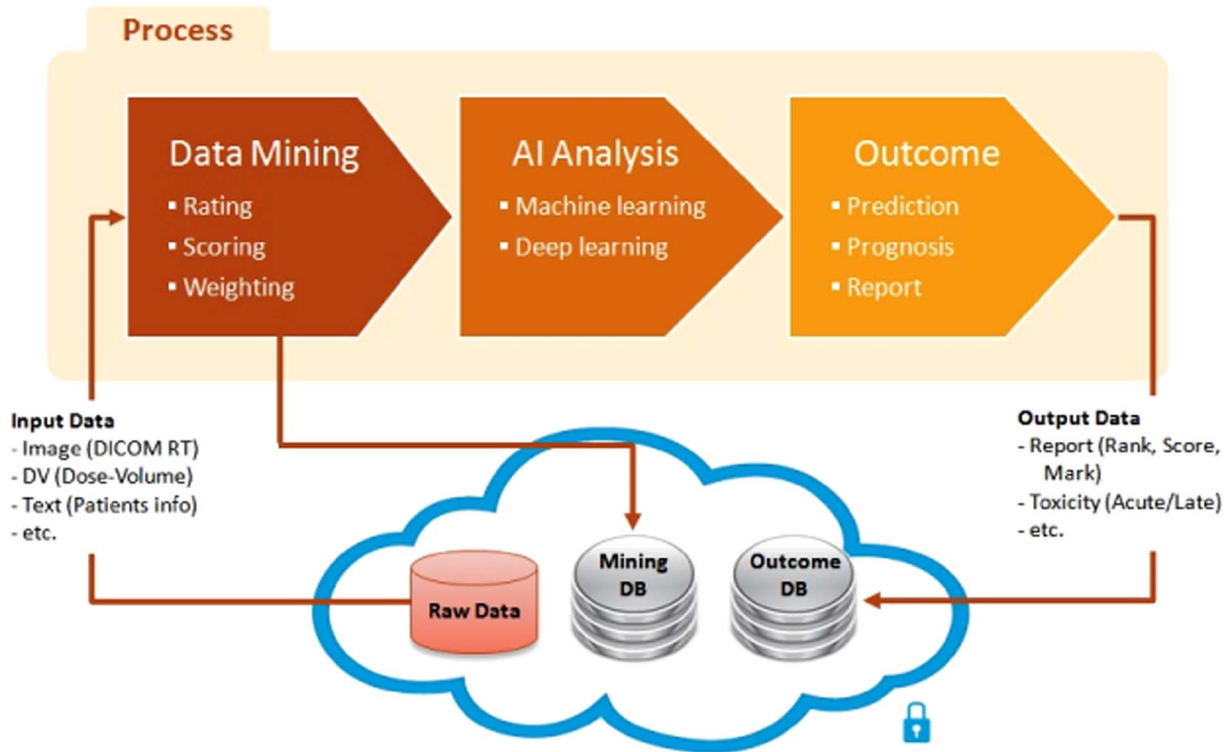 Process
Data Mining
▪ Rating
▪ Scoring
▪ Weighting
AI Analysis
▪ Machine learning
▪ Deep learning
Outcome
▪ Prediction
▪ Prognosis
▪ Report
Input Data
- Image (DICOM RT)
- DV (Dose-Volume)
- Text (Patients info)
- etc.
Output Data
- Report (Rank, Score,
Mark)
- Toxicity (Acute/Late)
- etc.
Raw Data
Mining
DB
Outcome
DB